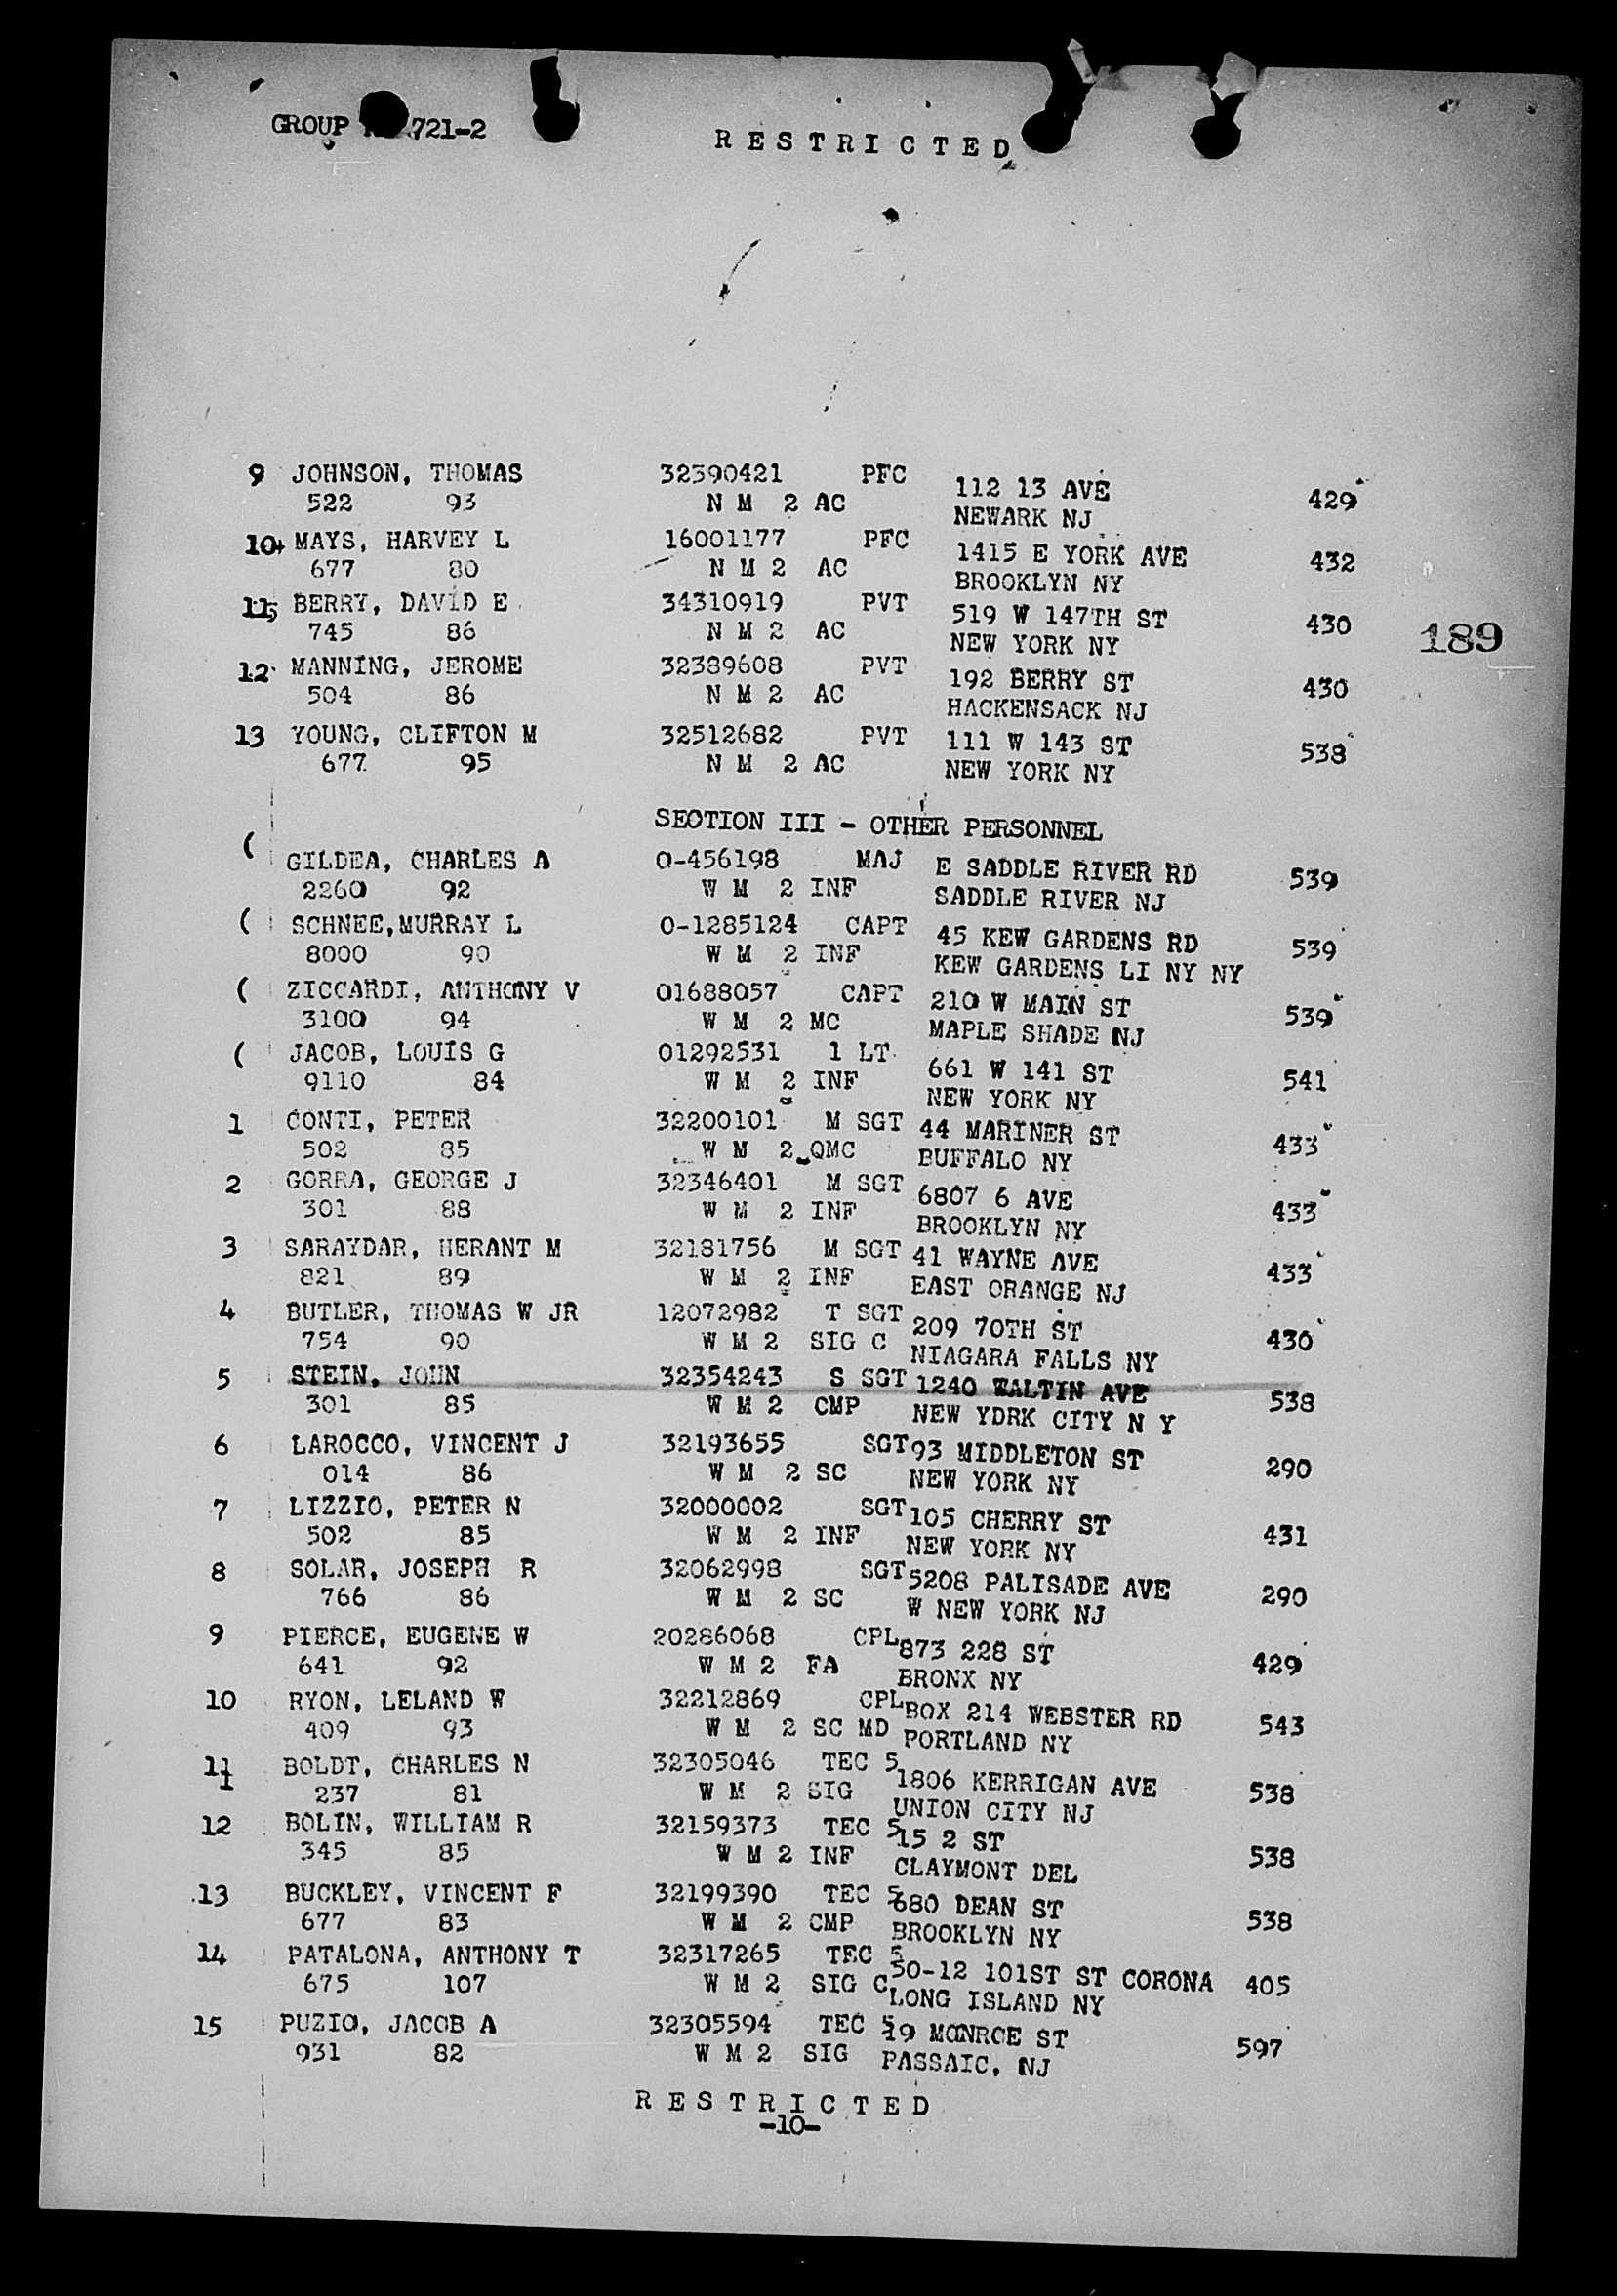 GROUP 721-2
RESTRICTED
9 JOHNSON, THOMAS 32390421 PFC 112 13 AVE
522 93 N M 2 AC NEWARK NJ 429
10 MAYS, HARVEY L 16001177 PFC 1415 E YORK AVE
677 80 N M 2 AC BROOKLYN NY 432
11 BERRY, DAVID E 34310919 PVT 519 W 147TH ST
745 86 N M 2 AC NEW YORK NY 430
189
12 MANNING, JEROME 32389608 PVT 192 BERRY ST
504 86 N M 2 AC HACKENSACK NJ 430
13 YOUNG, CLIFTON M 32512682 PVT 111 W 143 ST
677 95 N M 2 AC NEW YORK NY 538
SECTION III - OTHER PERSONNEL
( GILDEA, CHARLES A O-456198 MAJ E SADDLE RIVER RD
2260 92 W M 2 INF SADDLE RIVER NJ 539
( SCHNEE,MURRAY L O-1285124 CAPT 45 KEW GARDENS RD
8000 90 W M 2 INF KEW GARDENS LI NY NY 539
( ZICCARDI, ANTHONY V 01688057 CAPT 210 W MAIN ST
3100 94 W M 2 MC MAPLE SHADE NJ 539
( JACOB, LOUIS G 01292531 1 LT 661 W 141 ST
9110 84 W M 2 INF NEW YORK NY 541
1 CONTI, PETER 32200101 M SGT 44 MARINER ST
502 85 W M 2 QMC BUFFALO NY 433
2 GORRA, GEORGE J 32346401 M SGT 6807 6 AVE
301 88 W M 2 INF BROOKLYN NY 433
3 SARAYDAR, HERANT M 32181756 M SGT 41 WAYNE AVE
821 89 W M 2 INF EAST ORANGE NJ 433
4 BUTLER, THOMAS W JR 12072982 T SGT 209 70TH ST
754 90 W M 2 SIG C NIAGARA FALLS NY 430
5 STEIN, JOHN 32354243 S SGT 1240 WALTIN AVE
301 85 W M 2 CMP NEW YDRK CITY N Y 538
6 LAROCCO, VINCENT J 32193655 SGT 93 MIDDLETON ST
014 86 W M 2 SC NEW YORK NY 290
7 LIZZIO, PETER N 32000002 SGT 105 CHERRY ST
502 85 W M 2 INF NEW YORK NY 431
8 SOLAR, JOSEPH R 32062998 SGT 5208 PALISADE AVE
766 86 W M 2 SC W NEW YORK NJ 290
9 PIERCE, EUGENE W 20286068 CPL 873 228 ST
641 92 W M 2 FA BRONX NY 429
10 RYON, LELAND W 32212869 CPL BOX 214 WEBSTER RD
409 93 W M 2 SC MD PORTLAND NY 543
11 BOLDT, CHARLES N 32305046 TEC 5 1806 KERRIGAN AVE
237 81 W M 2 SIG UNION CITY NJ 538
12 BOLIN, WILLIAM R 32159373 TEC 5 15 2 ST
345 85 W M 2 INF CLAYMONT DEL 538
13 BUCKLEY, VINCENT F 32199390 TEC 5 680 DEAN ST
677 83 W M 2 CMP BROOKLYN NY 538
14 PATALONA, ANTHONY T 32317265 TEC 5 50-12 101ST ST CORONA
675 107 W M 2 SIG C LONG ISLAND NY 405
15 PUZIO, JACOB A 32305594 TEC 5 19 MONROE ST
931 82 W M 2 SIG PASSAIC, NJ 597
RESTRICTED
-10-